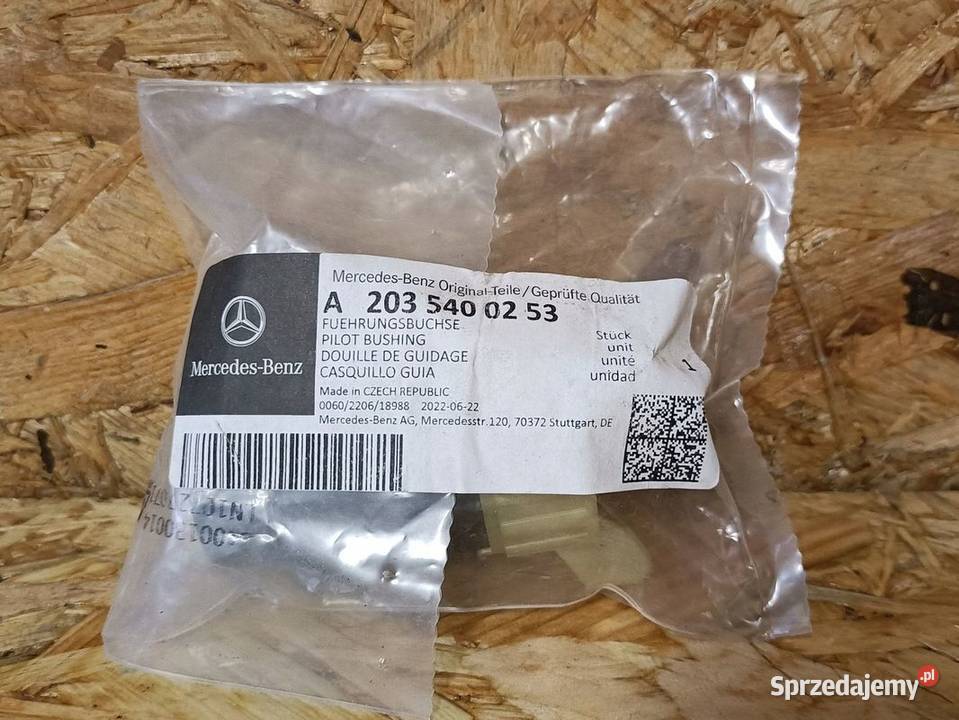 Mercedes-Benz Original-Teile/Geprüfte Qualität
A 203 540 02 53
FUEHRUNGSBUCHSE
PILOT BUSHING
DOUILLE DE GUIDAGE
CASQUILLO GUIA
Stück
unit
unité
unidad
1
Made in CZECH REPUBLIC
0060/2206/18988 2022-06-22
Mercedes-Benz AG, Mercedesstr.120, 70372 Stuttgart, DE
Mercedes-Benz
Sprzedajemy.pl